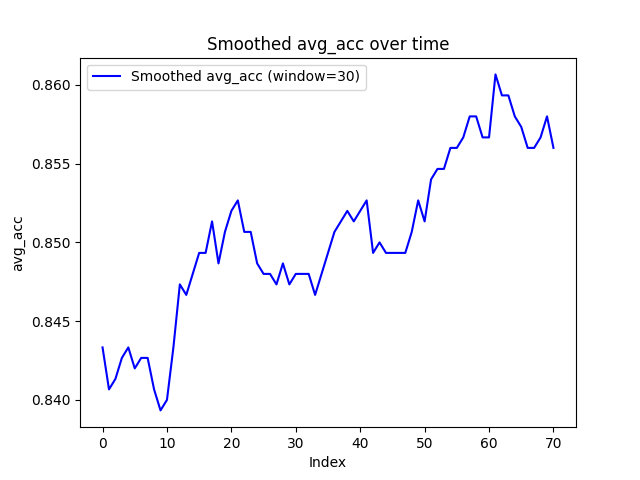 Smoothed avg_acc over time
Smoothed avg_acc (window=30)
0.860
0.855
0.850
0.845
0.840
avg_acc
0 10 20 30 40 50 60 70
Index